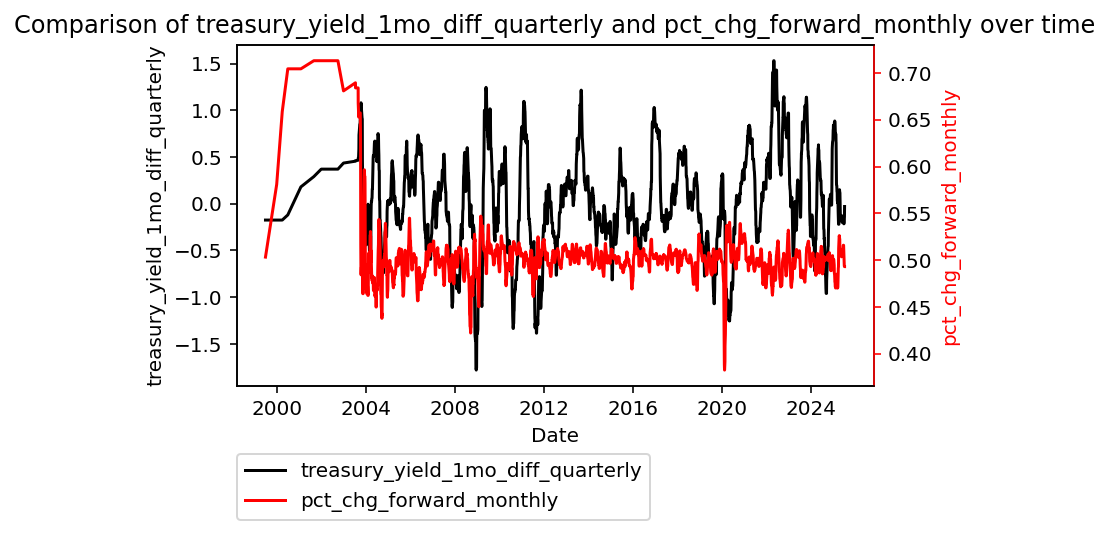 Comparison of treasury_yield_1mo_diff_quarterly and pct_chg_forward_monthly over time
treasury_yield_1mo_diff_quarterly
1.5
1.0
0.5
0.0
−0.5
−1.0
−1.5
0.70
0.65
0.60
0.55
0.50
0.45
0.40
pct_chg_forward_monthly
2000 2004 2008 2012 2016 2020 2024
Date
treasury_yield_1mo_diff_quarterly
pct_chg_forward_monthly